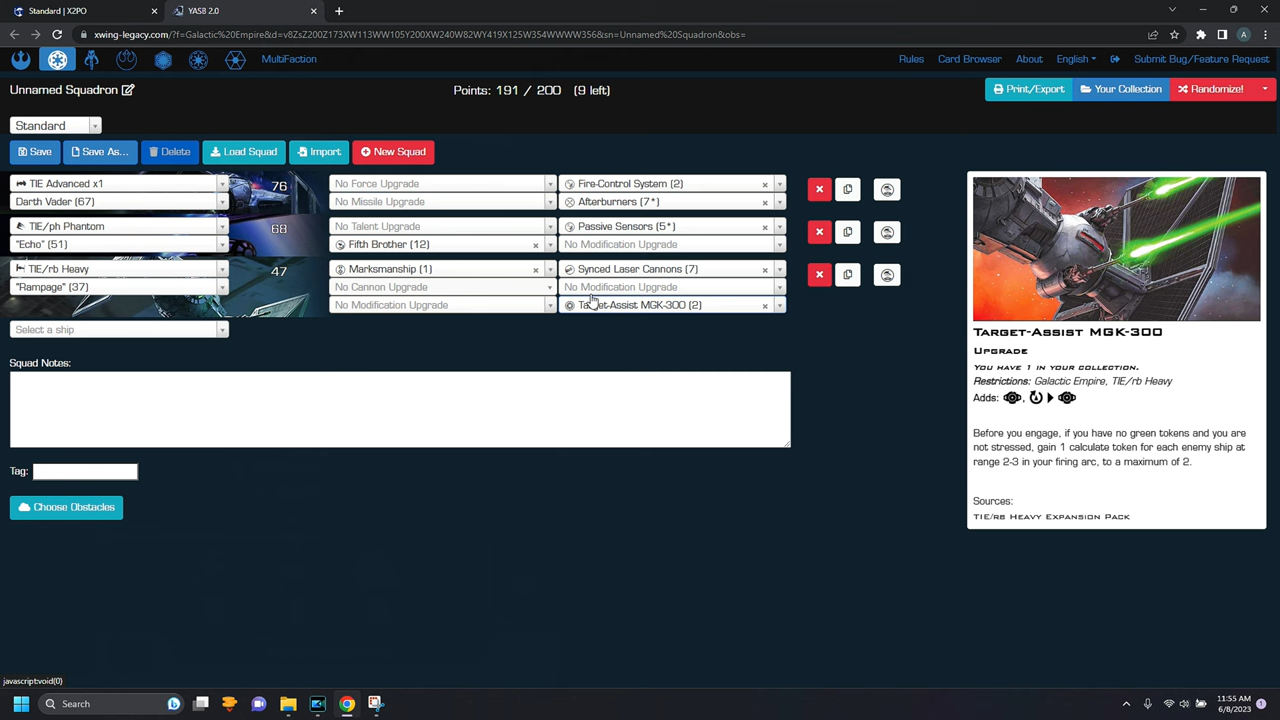 Standard | X2PO
YASB 2.0
xwing-legacy.com/?f=Galactic%20Empire&d=v8ZsZ200Z173XW113WW105Y200XW240W82WY419X125W354WWWW356&sn=Unnamed%20Squadron&obs=
A
MultiFaction
Rules
Card Browser
About
English
Submit Bug/Feature Request
Unnamed Squadron
Points: 191 / 200 (9 left)
Print/Export
Your Collection
Randomize!
Standard
Save
Save As...
Delete
Load Squad
Import
New Squad
TIE Advanced x1
76
No Force Upgrade
Fire-Control System (2)
Darth Vader (67)
No Missile Upgrade
Afterburners (7*)
TIE/ph Phantom
68
No Talent Upgrade
Passive Sensors (5*)
"Echo" (51)
Fifth Brother (12)
No Modification Upgrade
TIE/rb Heavy
47
Marksmanship (1)
Synced Laser Cannons (7)
"Rampage" (37)
No Cannon Upgrade
No Modification Upgrade
No Modification Upgrade
Target-Assist MGK-300 (2)
Select a ship
Squad Notes:
Tag:
Choose Obstacles
Target-Assist MGK-300
Upgrade
You have 1 in your collection.
Restrictions: Galactic Empire, TIE/rb Heavy
Adds:
Before you engage, if you have no green tokens and you are
not stressed, gain 1 calculate token for each enemy ship at
range 2-3 in your firing arc, to a maximum of 2.
Sources:
TIE/rb Heavy Expansion Pack
javascript:void(0)
Search
11:55 AM
6/8/2023
1